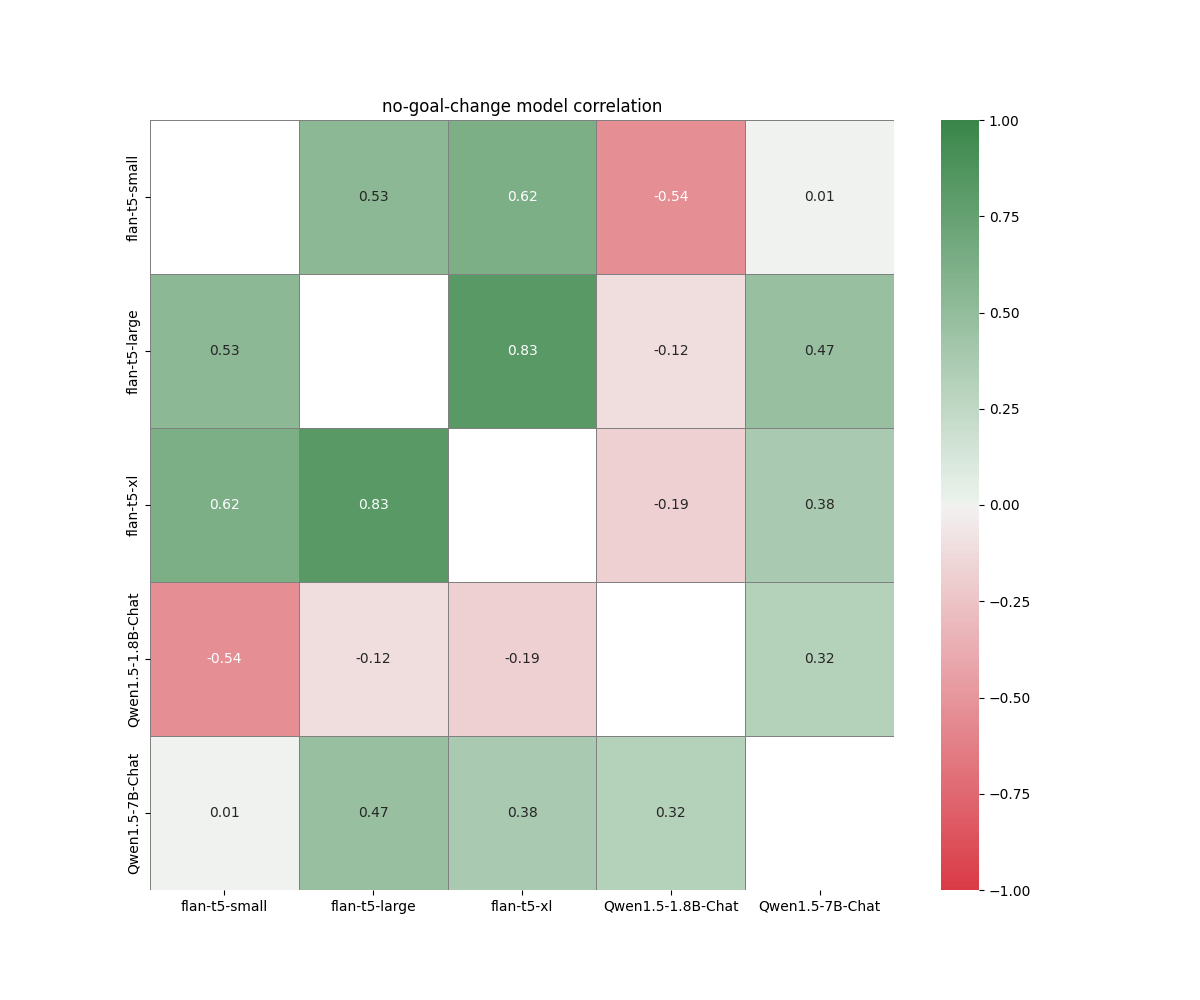 no-goal-change model correlation
flan-t5-small
0.53
0.62
-0.54
0.01
flan-t5-large
0.53
0.83
-0.12
0.47
flan-t5-xl
0.62
0.83
-0.19
0.38
Qwen1.5-1.8B-Chat
-0.54
-0.12
-0.19
0.32
Qwen1.5-7B-Chat
0.01
0.47
0.38
0.32
flan-t5-small
flan-t5-large
flan-t5-xl
Qwen1.5-1.8B-Chat
Qwen1.5-7B-Chat
1.00
0.75
0.50
0.25
0.00
−0.25
−0.50
−0.75
−1.00